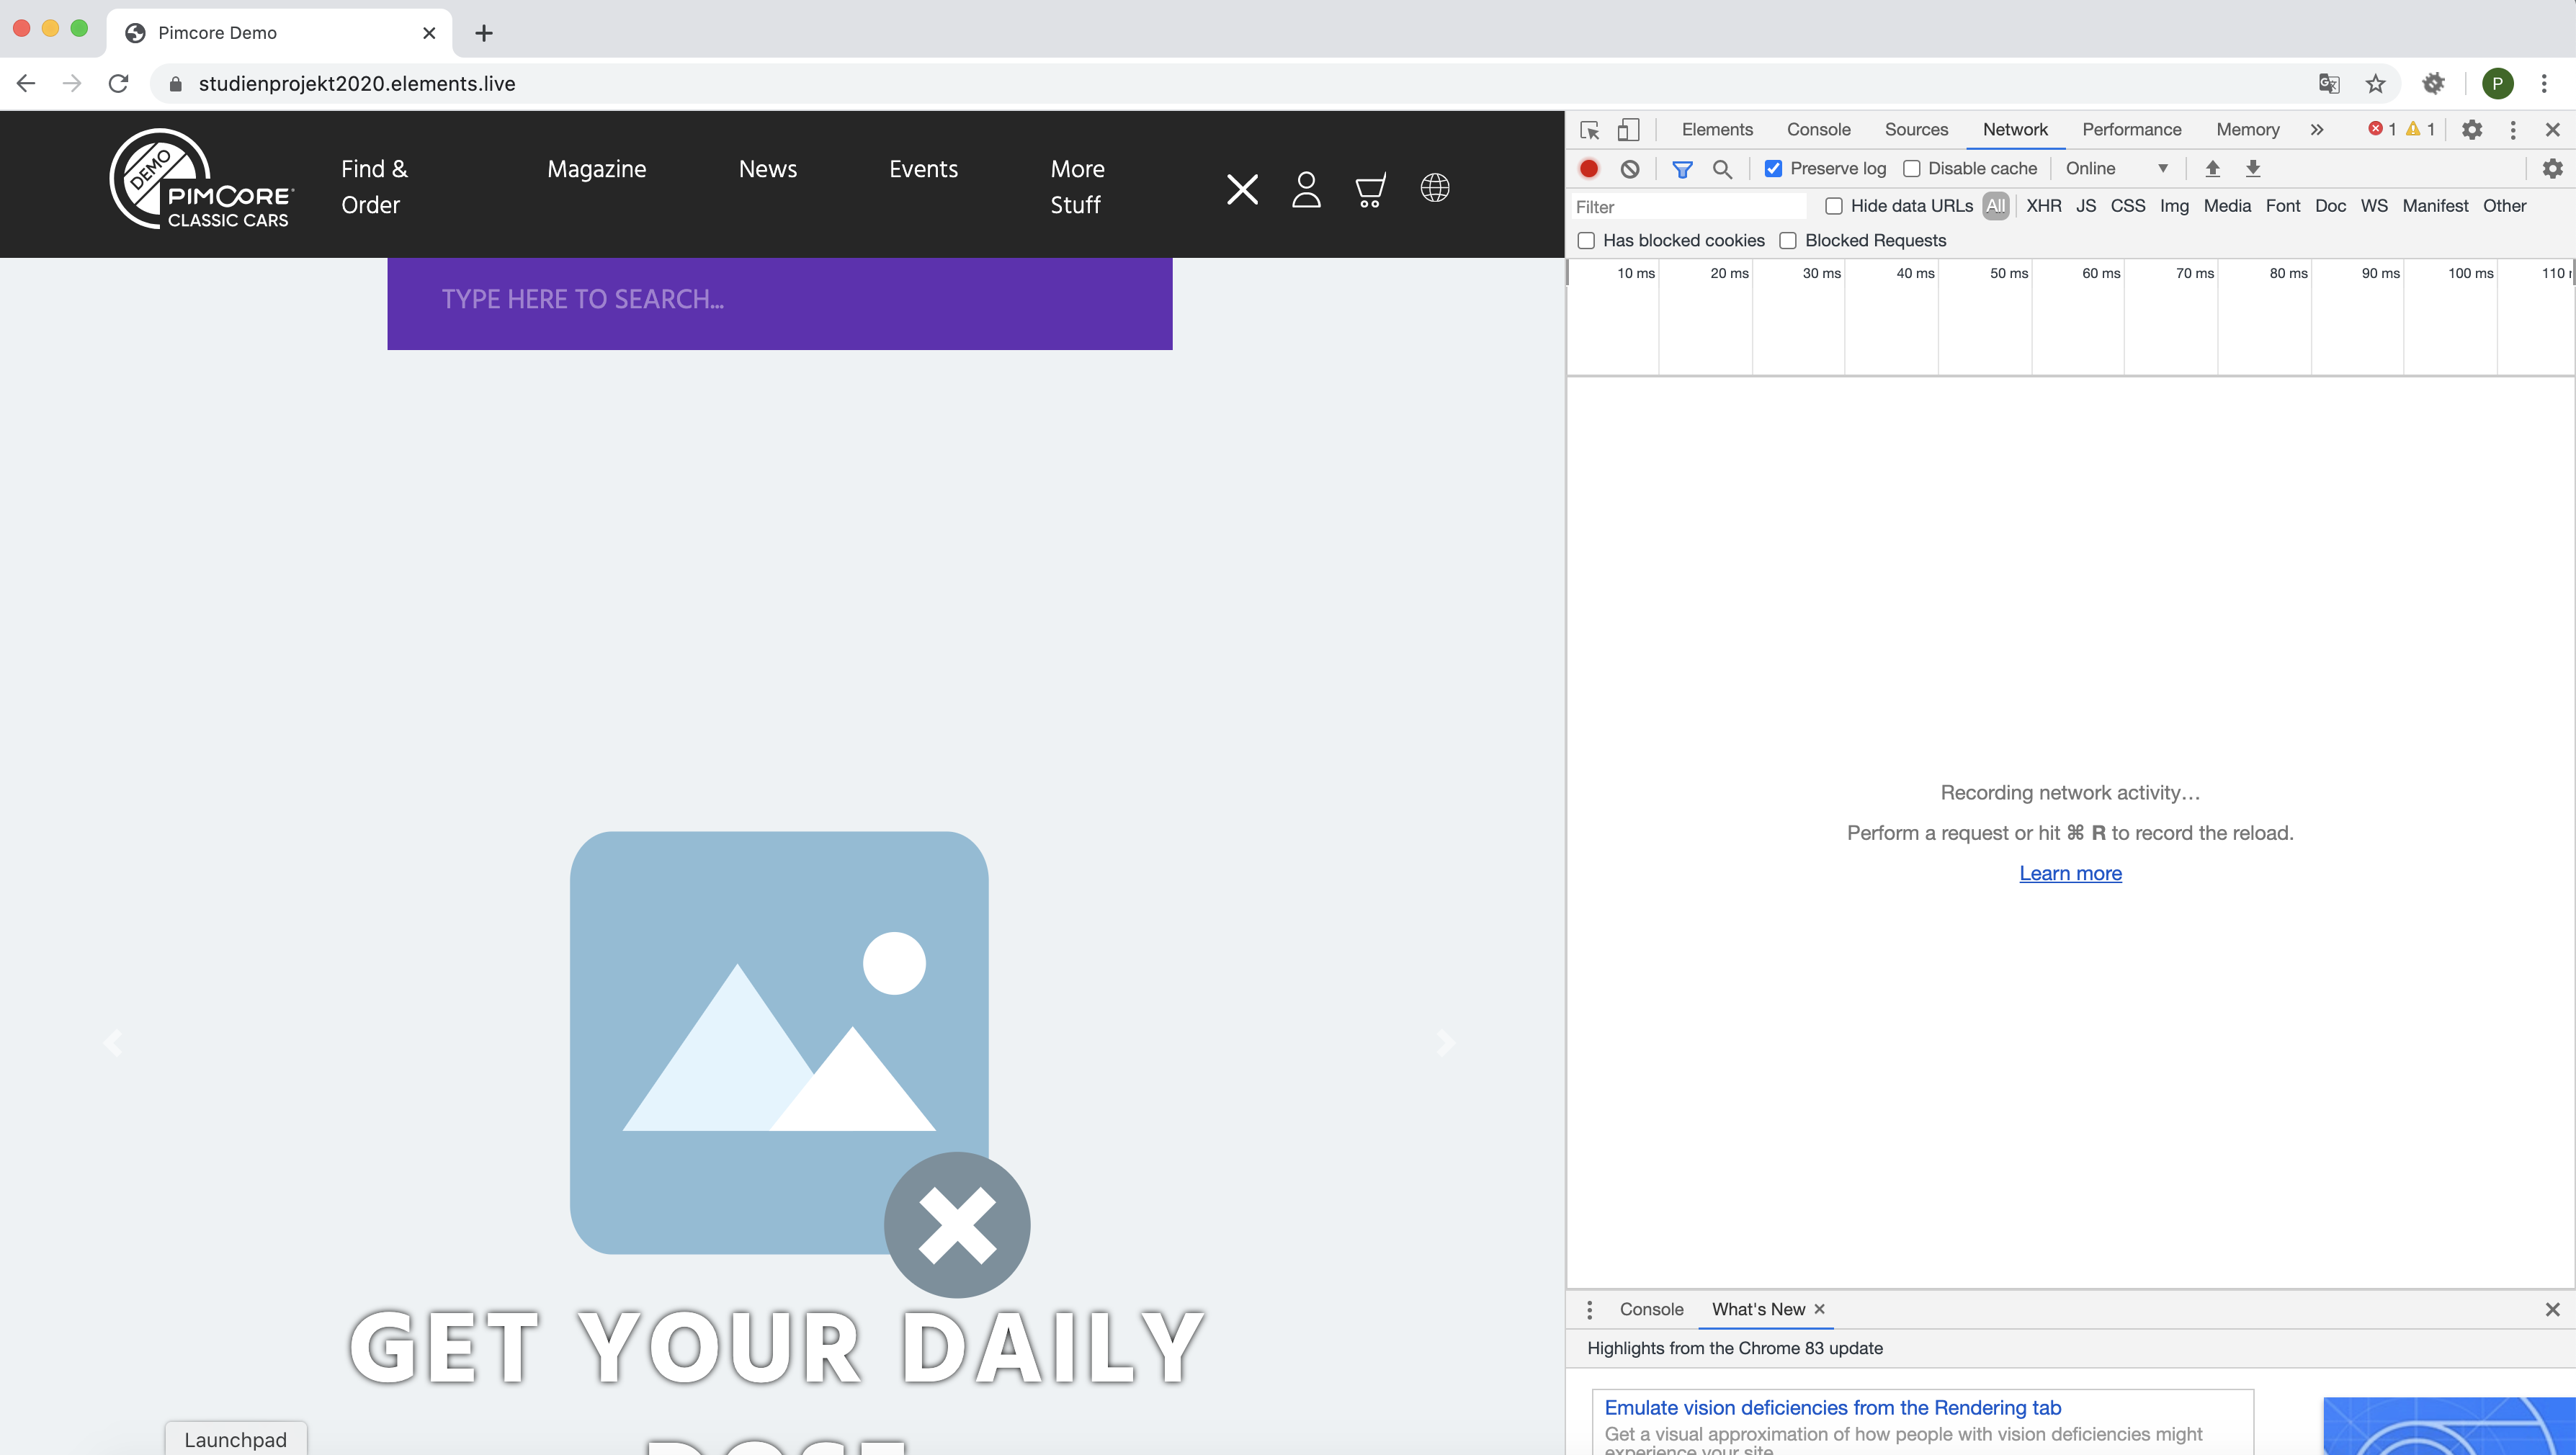 Pimcore Demo
studienprojekt2020.elements.live
P
DEMO
PIMCORE
CLASSIC CARS
Find &
Order
Magazine
News
Events
More
Stuff
TYPE HERE TO SEARCH...
GET YOUR DAILY
DOSE
Launchpad
Elements Console Sources Network Performance Memory » 1 1
Preserve log Disable cache Online
Filter Hide data URLs All XHR JS CSS Img Media Font Doc WS Manifest Other
Has blocked cookies Blocked Requests
10 ms 20 ms 30 ms 40 ms 50 ms 60 ms 70 ms 80 ms 90 ms 100 ms 110
Recording network activity…
Perform a request or hit ⌘ R to record the reload.
Learn more
Console What's New
Highlights from the Chrome 83 update
Emulate vision deficiencies from the Rendering tab
Get a visual approximation of how people with vision deficiencies might
experience your site